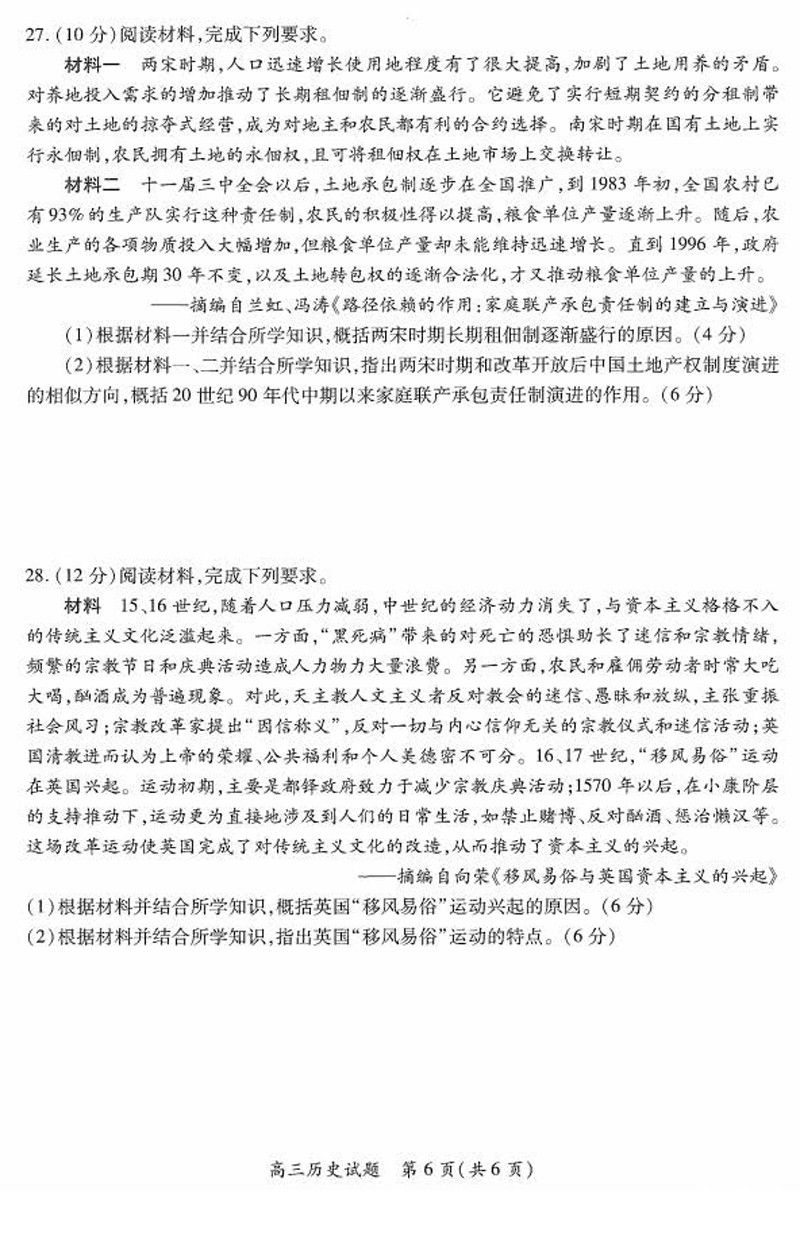 27. (10 分)阅读材料,完成下列要求。
材料一 两宋时期,人口迅速增长使用地程度有了很大提高,加剧了土地用养的矛盾。
对养地投入需求的增加推动了长期租佃制的逐渐盛行。它避免了实行短期契约的分租制带
来的对土地的掠夺式经营,成为对地主和农民都有利的合约选择。南宋时期在国有土地上实
行永佃制,农民拥有土地的永佃权,且可将租佃权在土地市场上交换转让。
材料二 十一届三中全会以后,土地承包制逐步在全国推广,到 1983 年初,全国农村已
有 93% 的生产队实行这种责任制,农民的积极性得以提高,粮食单位产量逐渐上升。随后,农
业生产的各项物质投入大幅增加,但粮食单位产量却未能维持迅速增长。直到 1996 年,政府
延长土地承包期 30 年不变,以及土地转包权的逐渐合法化,才又推动粮食单位产量的上升。
——摘编自兰虹、冯涛《路径依赖的作用:家庭联产承包责任制的建立与演进》
(1)根据材料一并结合所学知识,概括两宋时期长期租佃制逐渐盛行的原因。(4 分)
(2)根据材料一、二并结合所学知识,指出两宋时期和改革开放后中国土地产权制度演进
的相似方向,概括 20 世纪 90 年代中期以来家庭联产承包责任制演进的作用。(6 分)
28. (12 分)阅读材料,完成下列要求。
材料 15、16 世纪,随着人口压力减弱,中世纪的经济动力消失了,与资本主义格格不入
的传统主义文化泛滥起来。一方面,“黑死病”带来的对死亡的恐惧助长了迷信和宗教情绪,
频繁的宗教节日和庆典活动造成人力物力大量浪费。另一方面,农民和雇佣劳动者时常大吃
大喝,酗酒成为普遍现象。对此,天主教人文主义者反对教会的迷信、愚昧和放纵,主张重振
社会风习;宗教改革家提出“因信称义”,反对一切与内心信仰无关的宗教仪式和迷信活动;英
国清教进而认为上帝的荣耀、公共福利和个人美德密不可分。16、17 世纪,“移风易俗”运动
在英国兴起。运动初期,主要是都铎政府致力于减少宗教庆典活动;1570 年以后,在小康阶层
的支持推动下,运动更为直接地涉及到人们的日常生活,如禁止赌博、反对酗酒、惩治懒汉等。
这场改革运动使英国完成了对传统主义文化的改造,从而推动了资本主义的兴起。
——摘编自向荣《移风易俗与英国资本主义的兴起》
(1)根据材料并结合所学知识,概括英国“移风易俗”运动兴起的原因。(6 分)
(2)根据材料并结合所学知识,指出英国“移风易俗”运动的特点。(6 分)
高三历史试题 第 6 页(共 6 页)